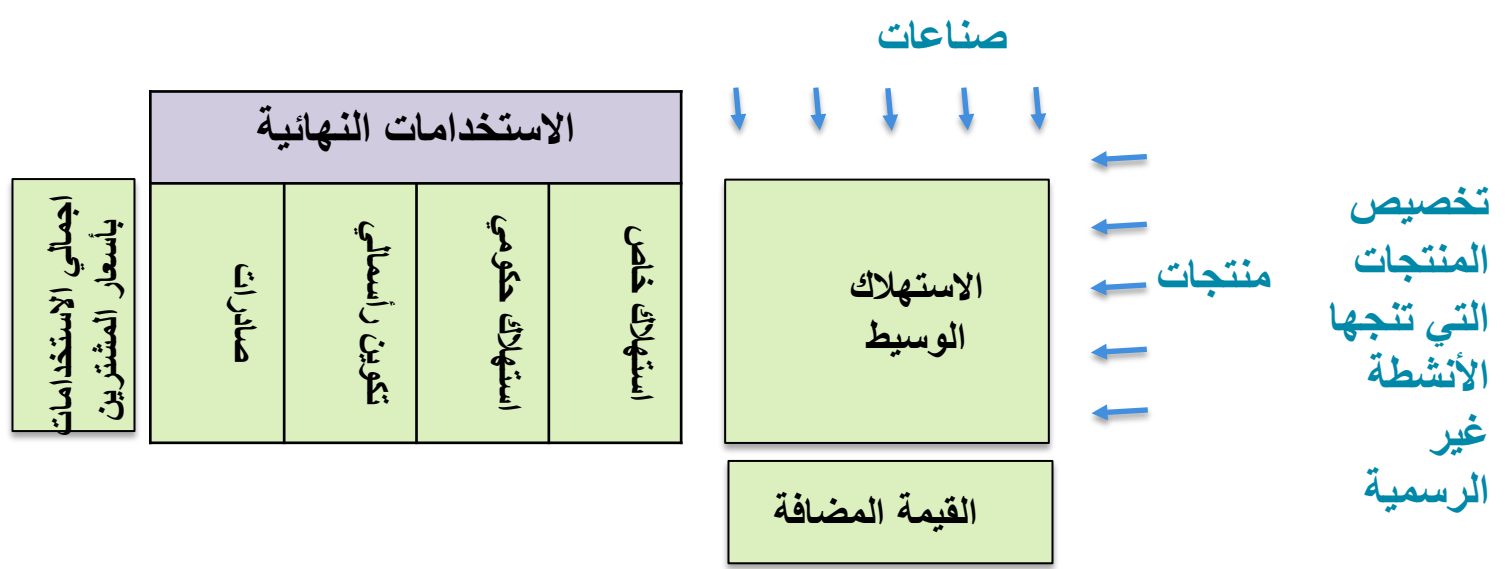 صناعات
تخصيص
المنتجات
التي تنجها
الأنشطة
غير
الرسمية
منتجات
الاستهلاك
الوسيط
القيمة المضافة
الاستخدامات النهائية
استهلاك خاص
استهلاك حكومي
تكوين رأسمالي
صادرات
اجمالي الاستخدامات
بأسعار المشترين